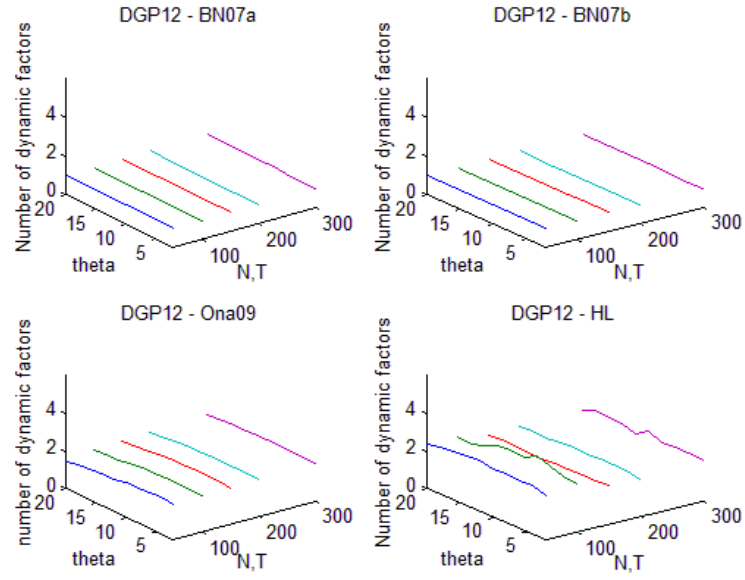 DGP12 - BN07a
Number of dynamic factors
4
2
0
20
15
10
5
theta
100
200
300
N,T
DGP12 - BN07b
Number of dynamic factors
4
2
0
20
15
10
5
theta
100
200
300
N,T
DGP12 - Ona09
number of dynamic factors
4
2
0
20
15
10
5
theta
100
200
300
N,T
DGP12 - HL
Number of dynamic factors
4
2
0
20
15
10
5
theta
100
200
300
N,T